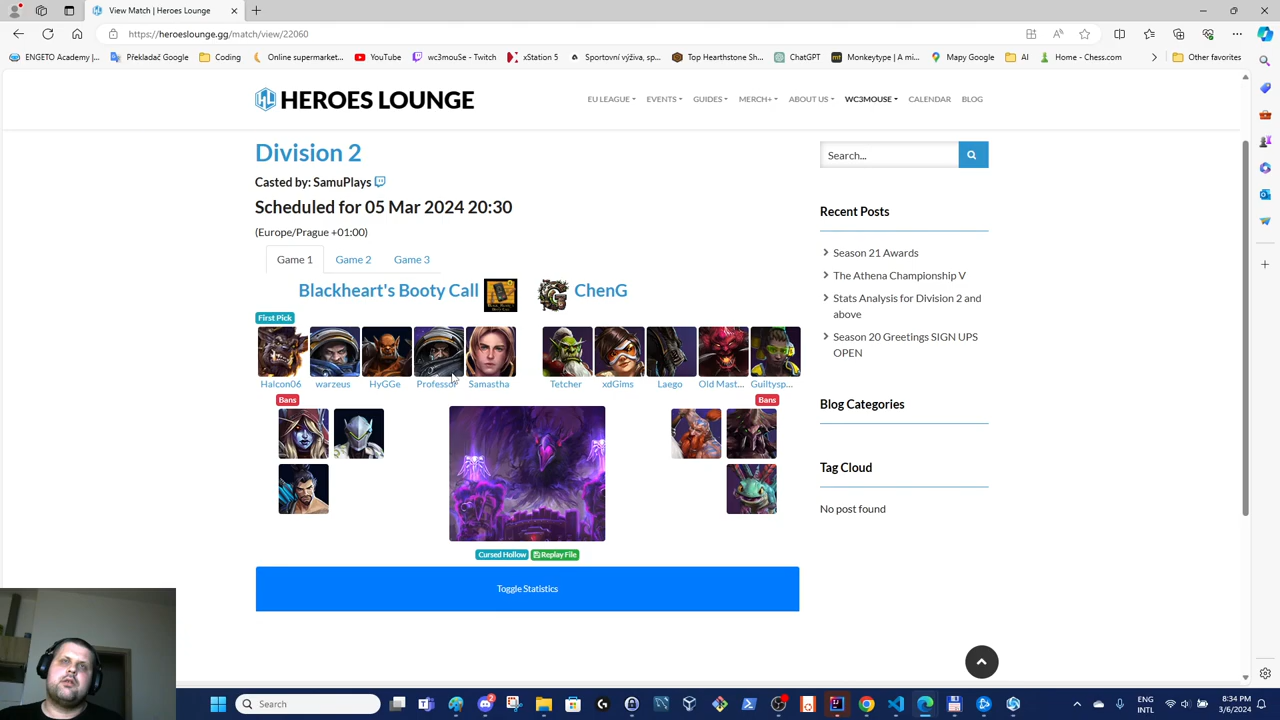 View Match | Heroes Lounge
https://heroeslounge.gg/match/view/22060
ENGETO Academy |...
Překladač Google
Coding
Online supermarket...
YouTube
wc3mouSe - Twitch
xStation 5
Sportovní výživa, sp...
Top Hearthstone Sh...
ChatGPT
Monkeytype | A mi...
Mapy Google
AI
Home - Chess.com
Other favorites
HEROES LOUNGE
EU LEAGUE
EVENTS
GUIDES
MERCH+
ABOUT US
WC3MOUSE
CALENDAR
BLOG
Division 2
Casted by: SamuPlays
Scheduled for 05 Mar 2024 20:30
(Europe/Prague +01:00)
Game 1
Game 2
Game 3
Blackheart's Booty Call
ChenG
First Pick
Halcon06
warzeus
HyGGe
Professor
Samastha
Tetcher
xdGims
Laego
Old Mast...
Guiltysp...
Bans
Bans
Cursed Hollow
Replay File
Toggle Statistics
Search...
Recent Posts
Season 21 Awards
The Athena Championship V
Stats Analysis for Division 2 and
above
Season 20 Greetings SIGN UPS
OPEN
Blog Categories
Tag Cloud
No post found
Search
2
ENG
INTL
8:34 PM
3/6/2024